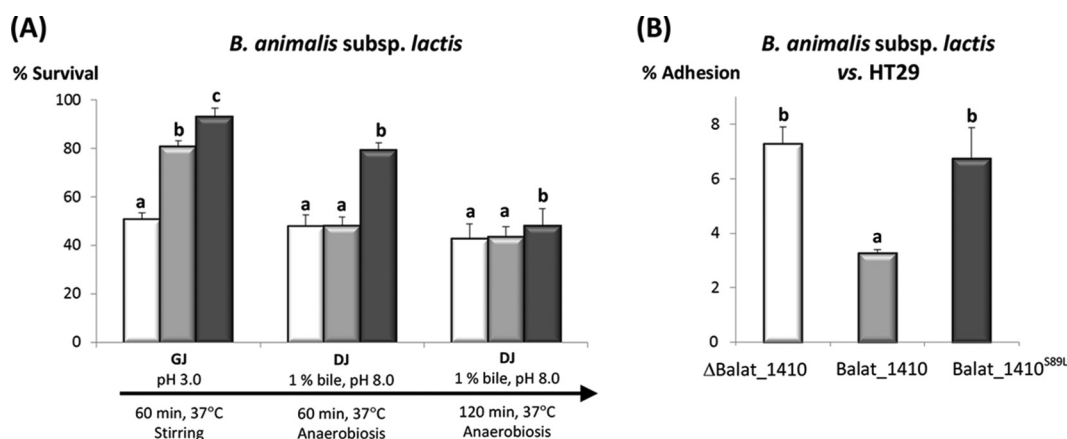 (A)
B. animalis subsp. lactis
% Survival
100
80
60
40
20
0
a
b
c
a
a
b
a
a
b
GJ
DJ
DJ
pH 3.0
1 % bile, pH 8.0
1 % bile, pH 8.0
60 min, 37°C
60 min, 37°C
120 min, 37°C
Stirring
Anaerobiosis
Anaerobiosis
(B)
B. animalis subsp. lactis
vs. HT29
% Adhesion
8
6
4
2
0
b
a
b
ΔBalat_1410
Balat_1410
Balat_1410S89L